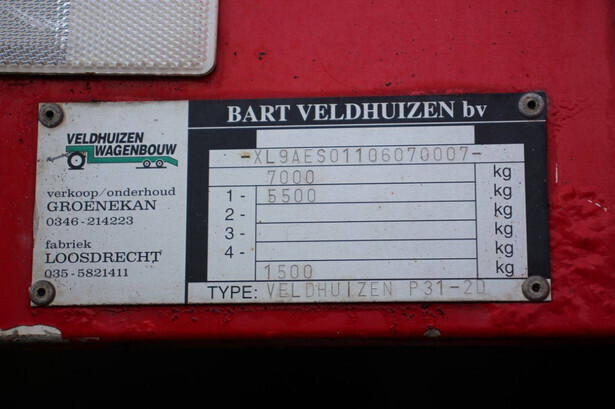 VELDHUIZEN
WAGENBOUW
verkoop/onderhoud
GROENEKAN
0346-214223
fabriek
LOOSDRECHT
035-5821411
BART VELDHUIZEN bv
-XL9AES01106070007-
7000 kg
1- 5500 kg
2- kg
3- kg
4- kg
1500 kg
TYPE: VELDHUIZEN P31-2D